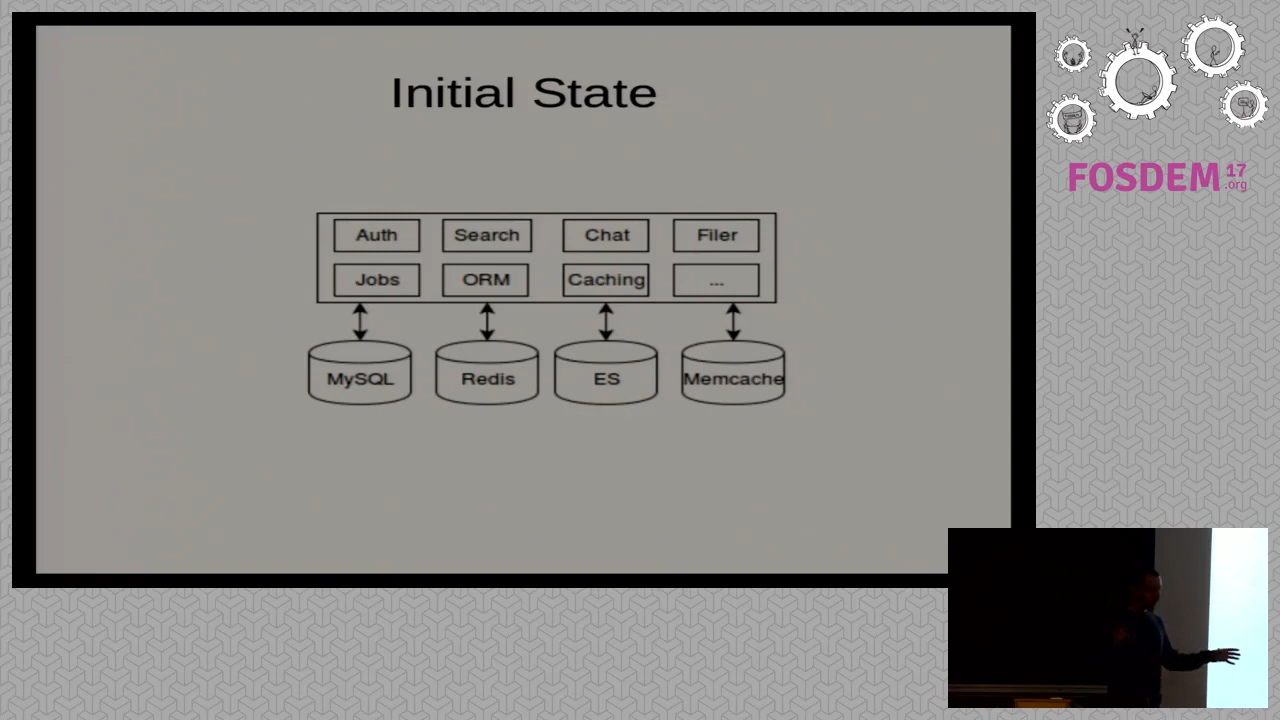 Initial State
Auth Search Chat Filer
Jobs ORM Caching ...
MySQL Redis ES Memcache
FOSDEM 17
.org